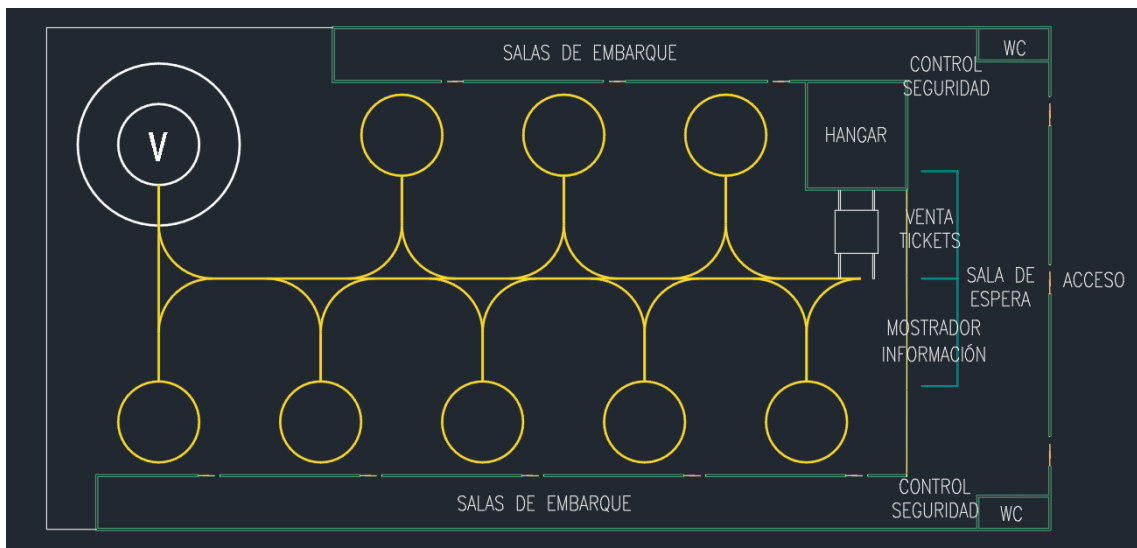 SALAS DE EMBARQUE
WC
CONTROL
SEGURIDAD
V
HANGAR
VENTA
TICKETS
SALA DE
ESPERA
ACCESO
MOSTRADOR
INFORMACIÓN
SALAS DE EMBARQUE
CONTROL
SEGURIDAD
WC